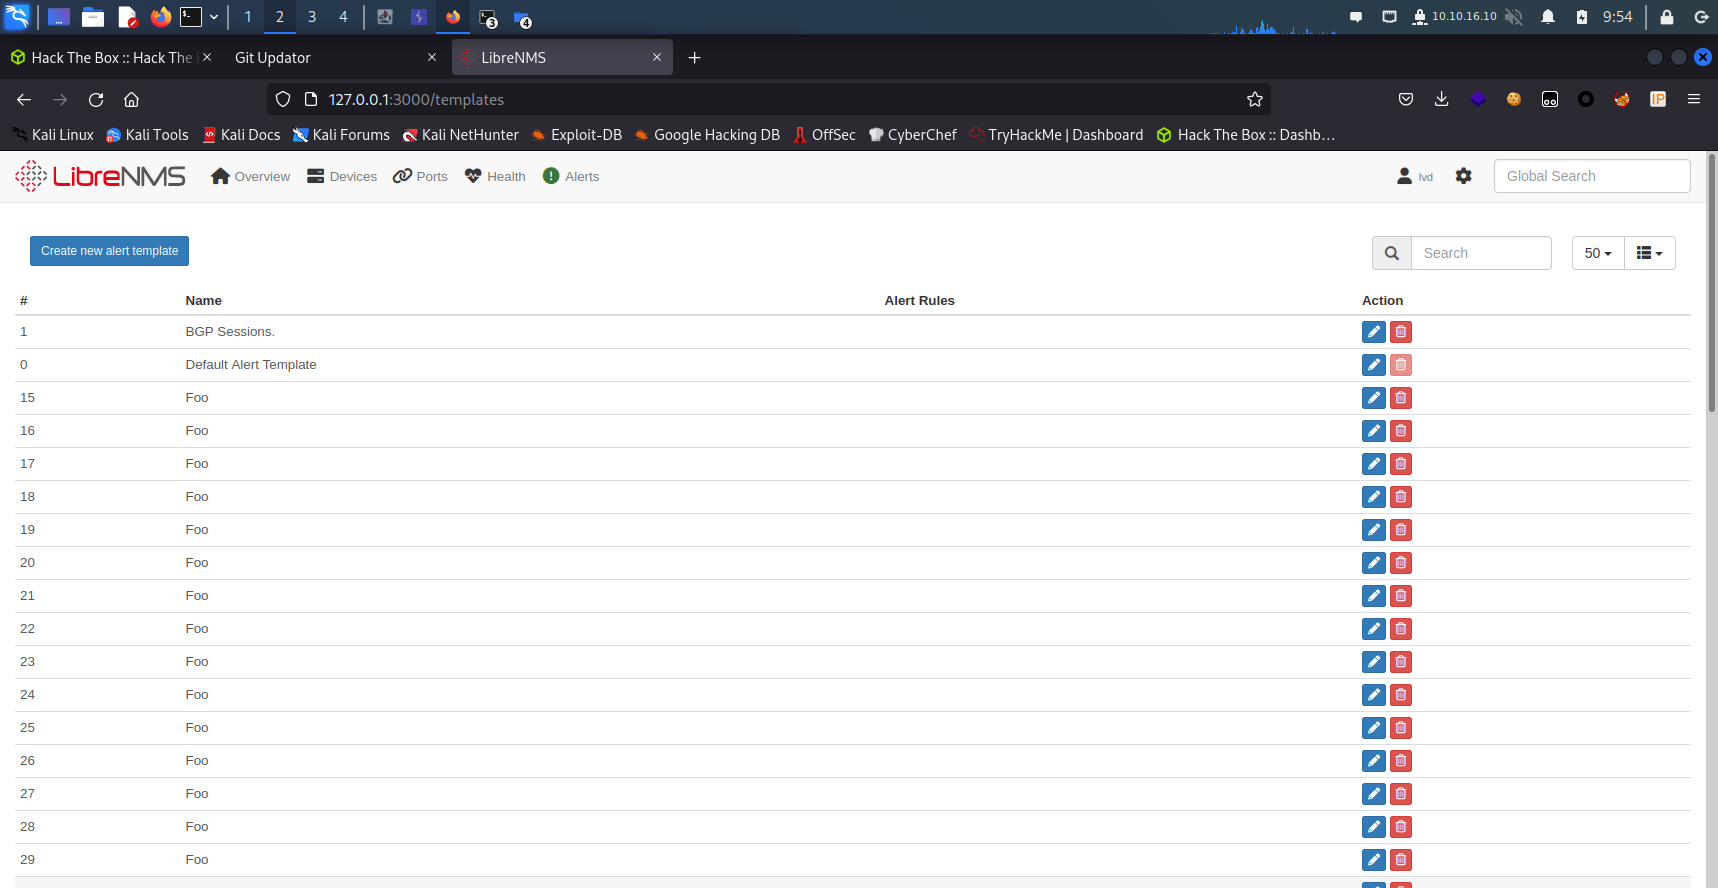 1 2 3 4 3 4 10.10.16.10 9:54
Hack The Box :: Hack The Git Updator LibreNMS
127.0.0.1:3000/templates
Kali Linux Kali Tools Kali Docs Kali Forums Kali NetHunter Exploit-DB Google Hacking DB OffSec CyberChef TryHackMe | Dashboard Hack The Box :: Dashb…
LibreNMS Overview Devices Ports Health Alerts lvd Global Search
Create new alert template Search 50
# Name Alert Rules Action
1 BGP Sessions.
0 Default Alert Template
15 Foo
16 Foo
17 Foo
18 Foo
19 Foo
20 Foo
21 Foo
22 Foo
23 Foo
24 Foo
25 Foo
26 Foo
27 Foo
28 Foo
29 Foo